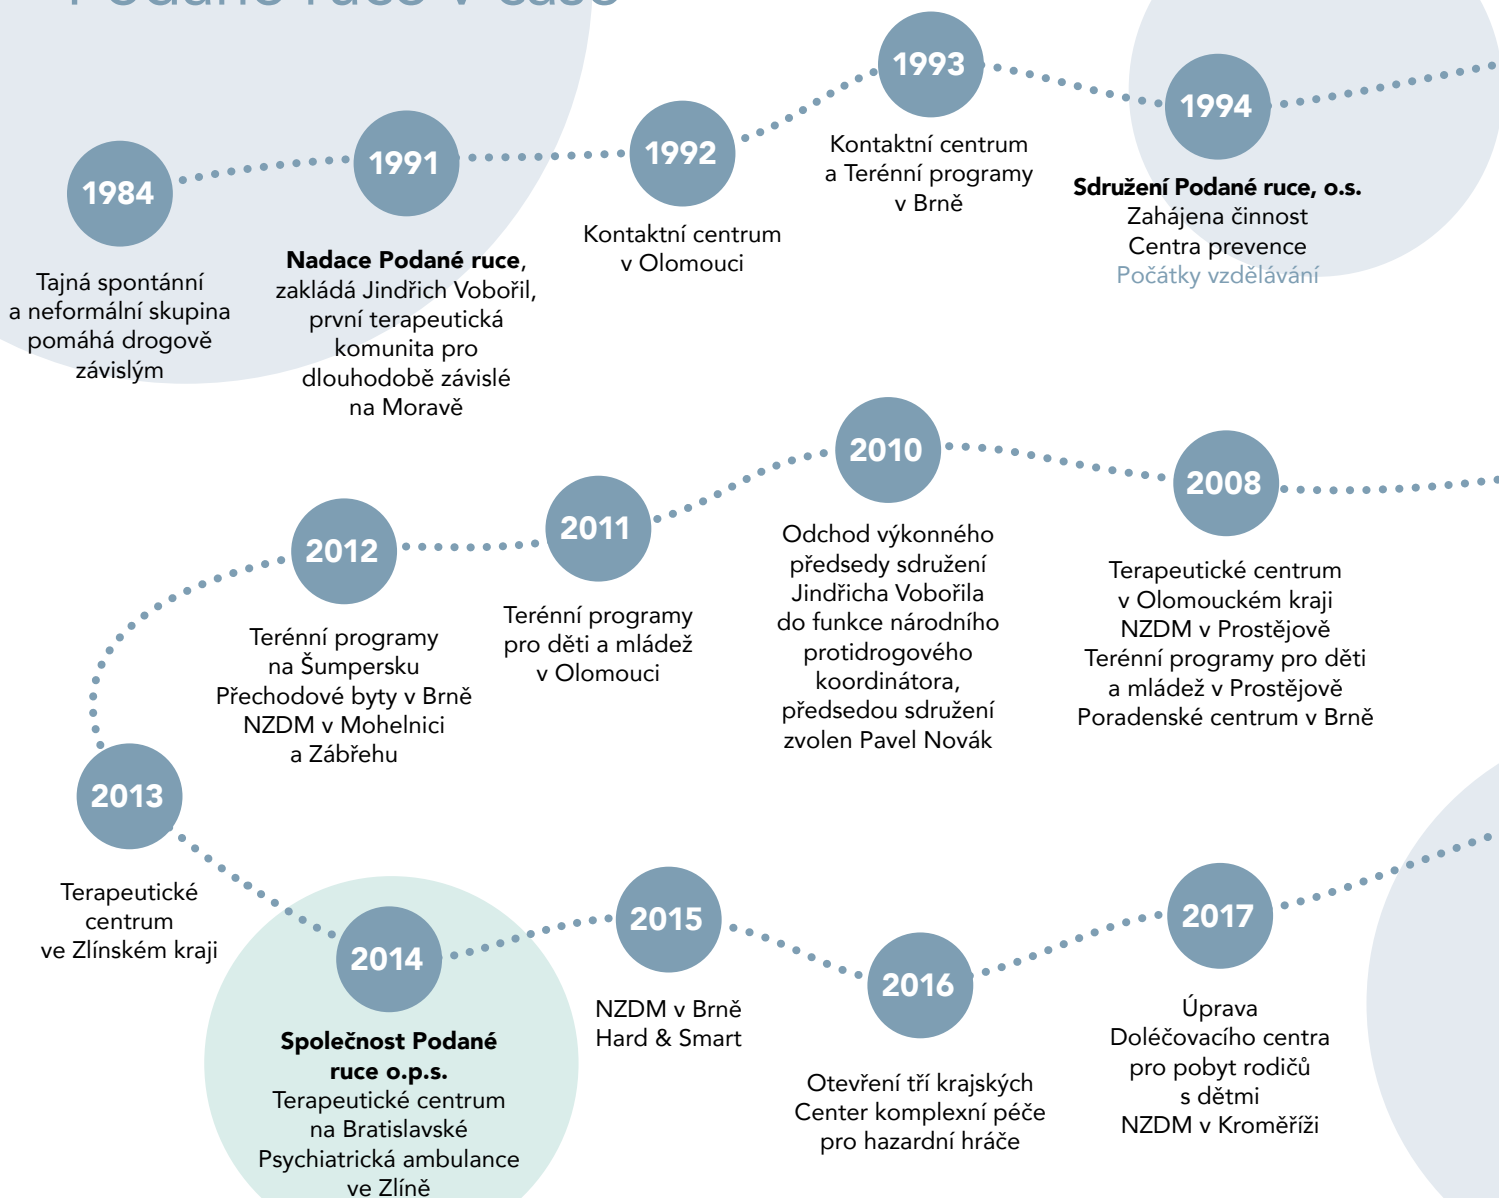 Podané ruce v čase
1984
Tajná spontánní
a neformální skupina
pomáhá drogově
závislým
1991
Nadace Podané ruce,
zakládá Jindřich Vobořil,
první terapeutická
komunita pro
dlouhodobě závislé
na Moravě
1992
Kontaktní centrum
v Olomouci
1993
Kontaktní centrum
a Terénní programy
v Brně
1994
Sdružení Podané ruce, o.s.
Zahájena činnost
Centra prevence
Počátky vzdělávání
2008
Terapeutické centrum
v Olomouckém kraji
NZDM v Prostějově
Terénní programy pro děti
a mládež v Prostějově
Poradenské centrum v Brně
2010
Odchod výkonného
předsedy sdružení
Jindřicha Vobořila
do funkce národního
protidrogového
koordinátora,
předsedou sdružení
zvolen Pavel Novák
2011
Terénní programy
pro děti a mládež
v Olomouci
2012
Terénní programy
na Šumpersku
Přechodové byty v Brně
NZDM v Mohelnici
a Zábřehu
2013
Terapeutické
centrum
ve Zlínském kraji
2014
Společnost Podané
ruce o.p.s.
Terapeutické centrum
na Bratislavské
Psychiatrická ambulance
ve Zlíně
2015
NZDM v Brně
Hard & Smart
2016
Otevření tří krajských
Center komplexní péče
pro hazardní hráče
2017
Úprava
Doléčovacího centra
pro pobyt rodičů
s dětmi
NZDM v Kroměříži